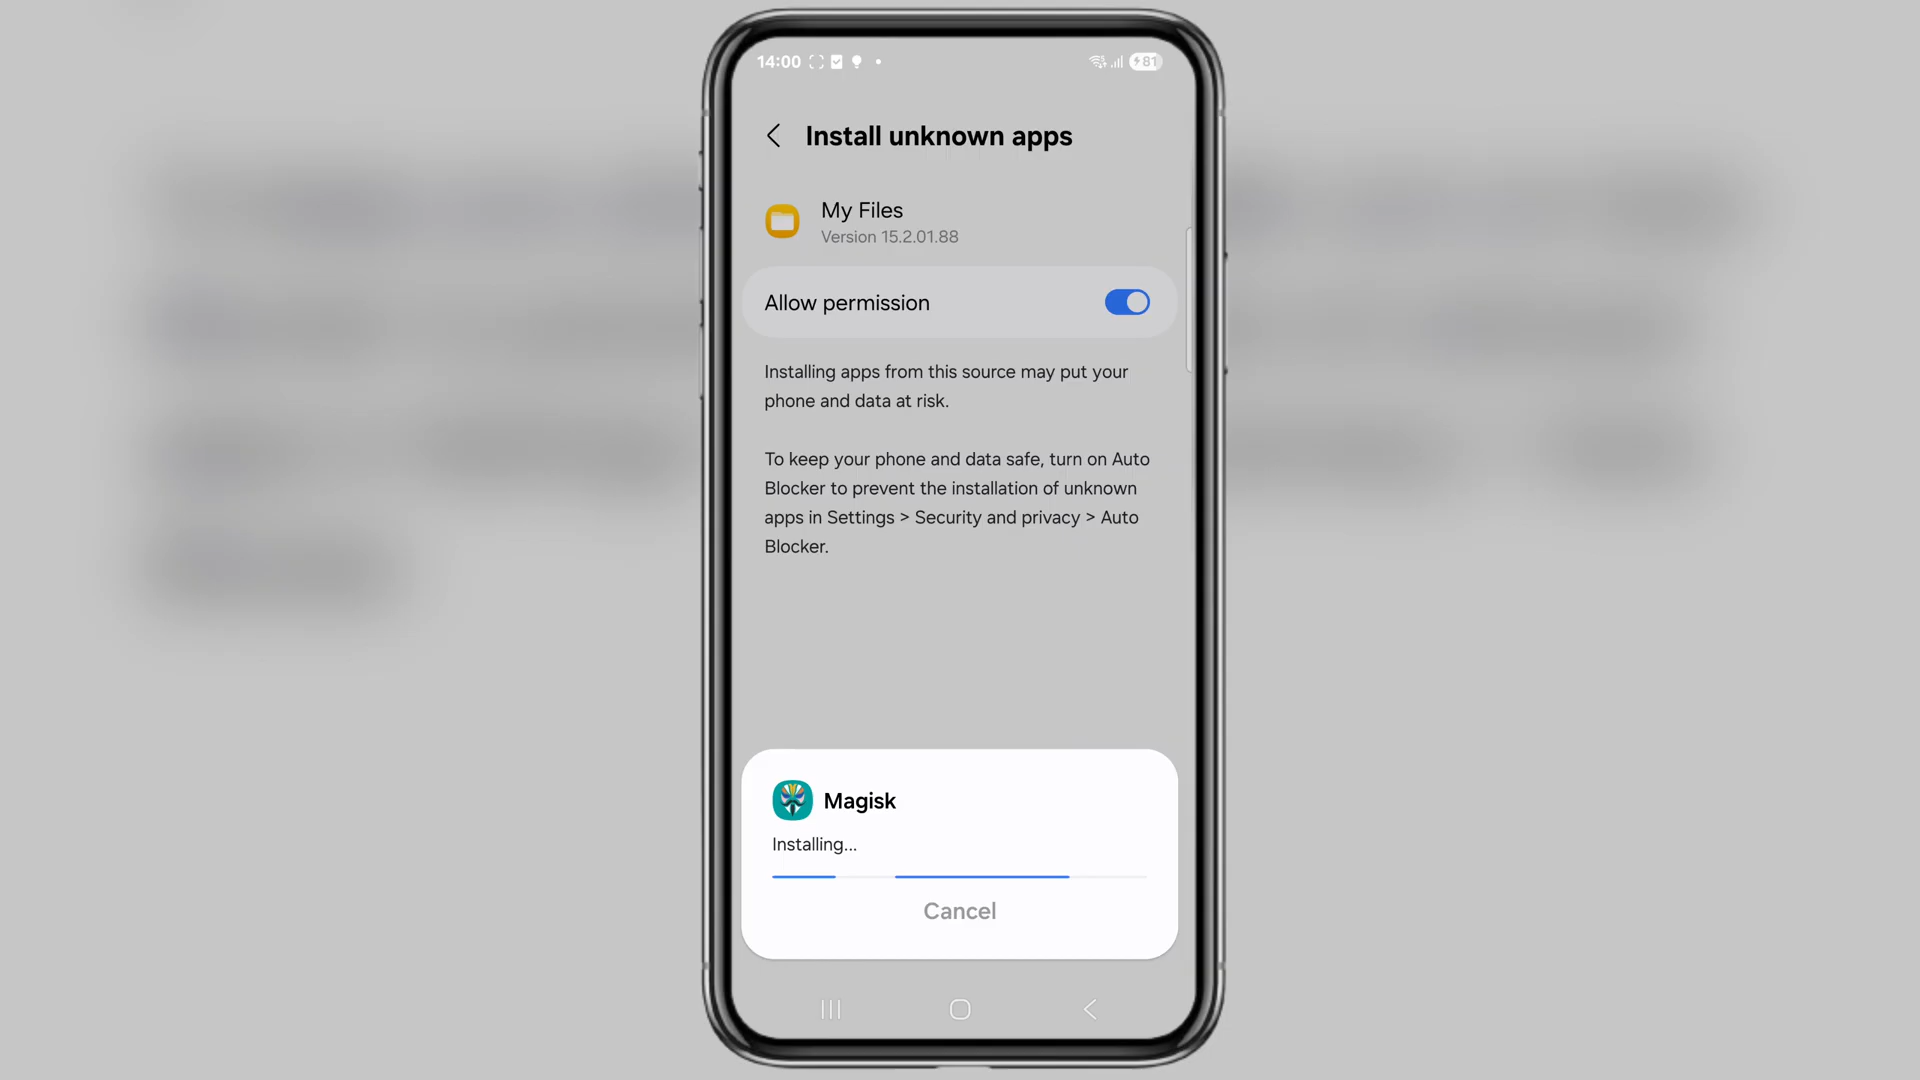 14:00
81
Install unknown apps
My Files
Version 15.2.01.88
Allow permission
Installing apps from this source may put your
phone and data at risk.
To keep your phone and data safe, turn on Auto
Blocker to prevent the installation of unknown
apps in Settings > Security and privacy > Auto
Blocker.
Magisk
Installing...
Cancel